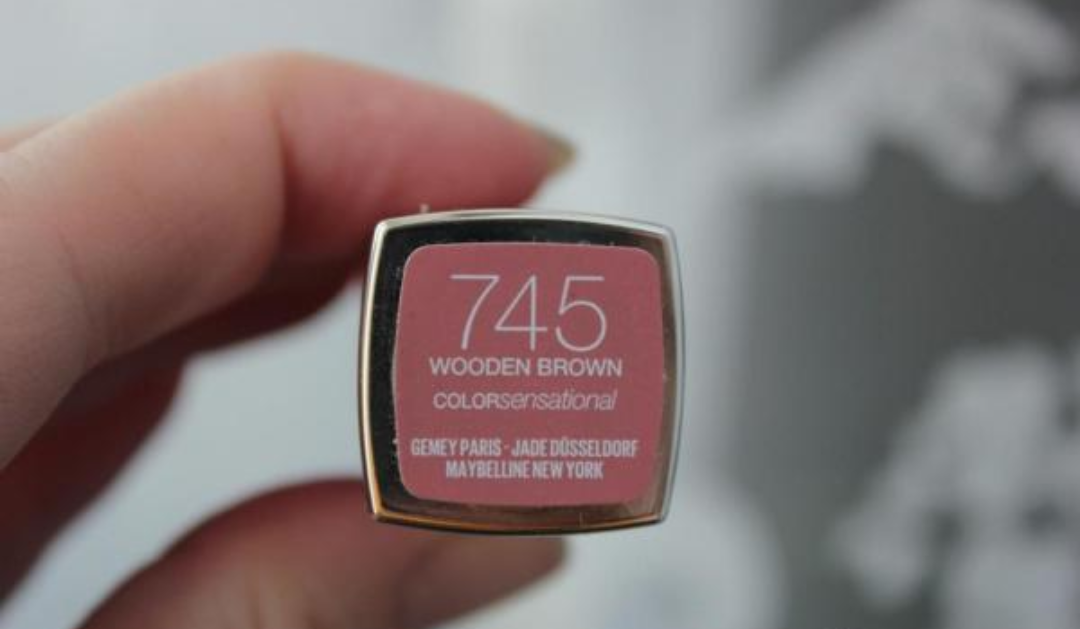 745
WOODEN BROWN
COLORsensational
GEMEY PARIS - JADE DÜSSELDORF
MAYBELLINE NEW YORK